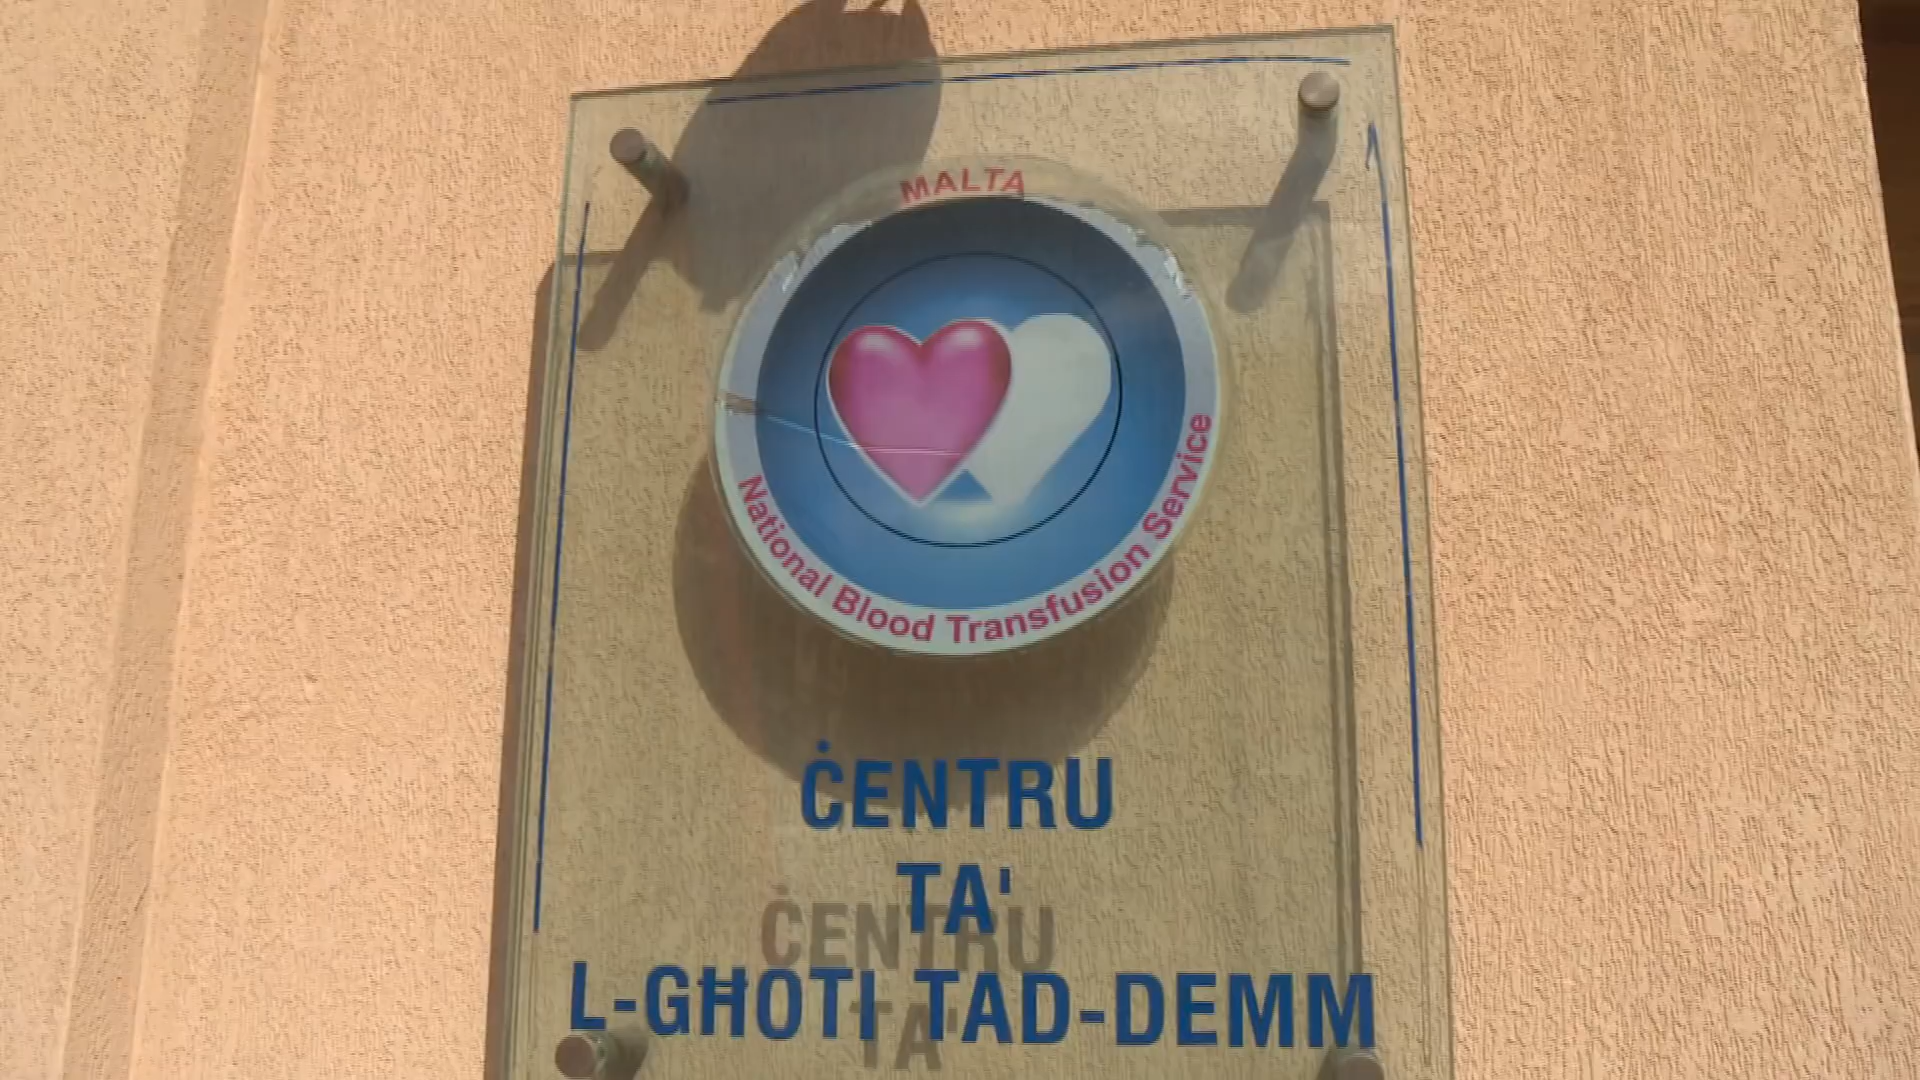 MALTA
National Blood Transfusion Service
ĊENTRU
TA'
L-GĦOTI TAD-DEMM